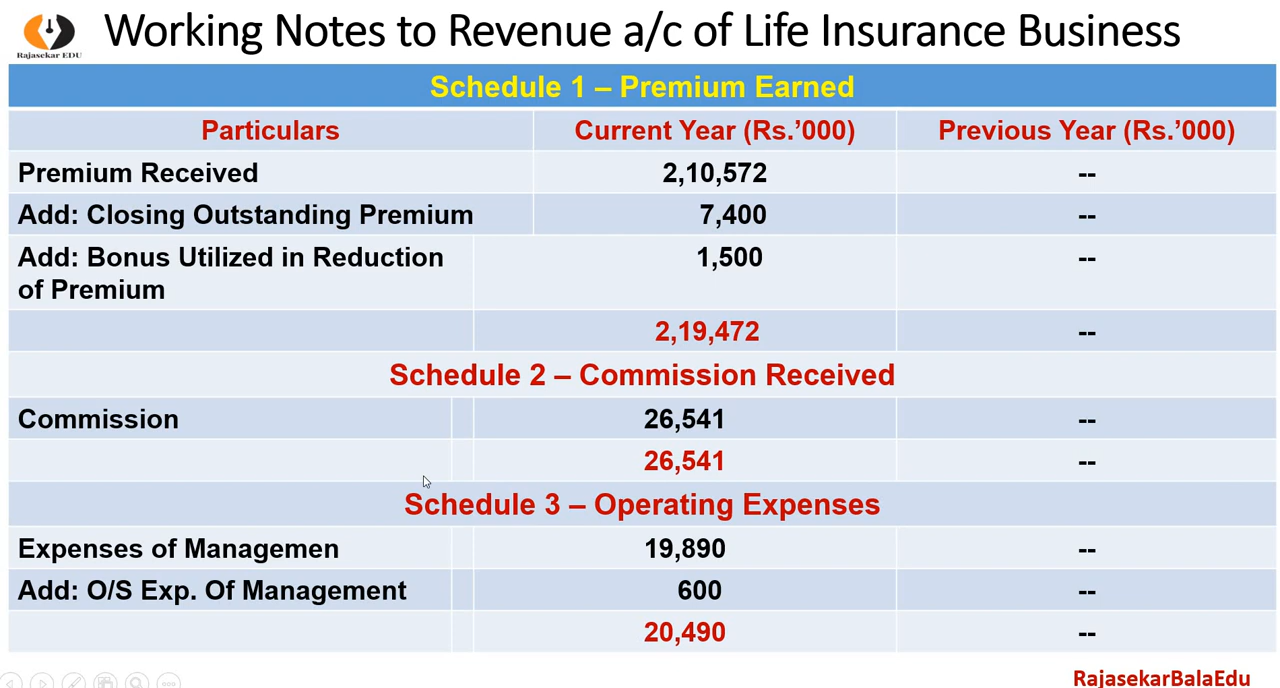 Working Notes to Revenue a/c of Life Insurance Business
Rajasekar EDU
Schedule 1 – Premium Earned
Particulars Current Year (Rs.’000) Previous Year (Rs.’000)
Premium Received 2,10,572 --
Add: Closing Outstanding Premium 7,400 --
Add: Bonus Utilized in Reduction 1,500 --
of Premium
2,19,472 --
Schedule 2 – Commission Received
Commission 26,541 --
26,541 --
Schedule 3 – Operating Expenses
Expenses of Managemen 19,890 --
Add: O/S Exp. Of Management 600 --
20,490 --
RajasekarBalaEdu